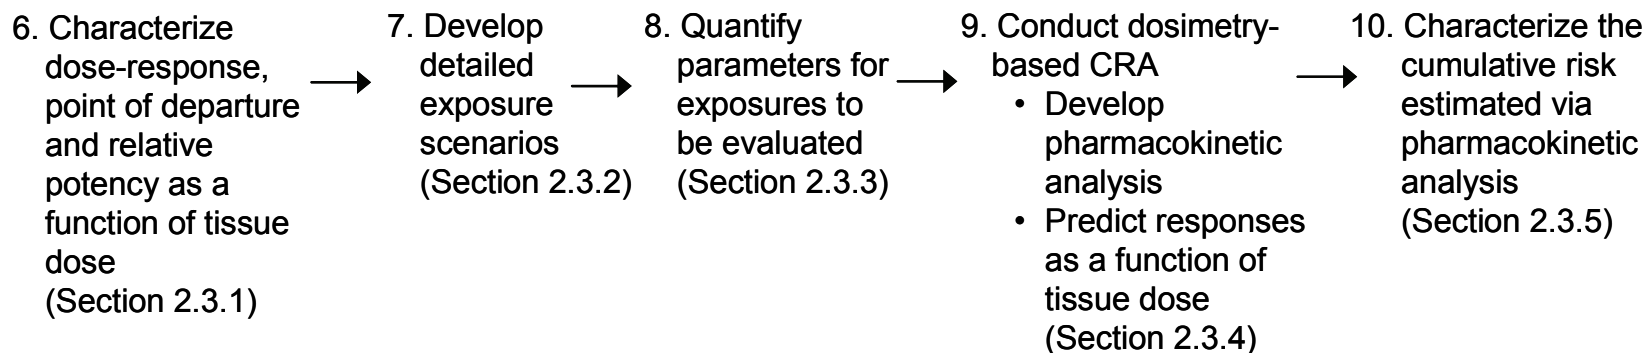 6. Characterize
dose-response,
point of departure
and relative
potency as a
function of tissue
dose
(Section 2.3.1)
7. Develop
detailed
exposure
scenarios
(Section 2.3.2)
8. Quantify
parameters for
exposures to
be evaluated
(Section 2.3.3)
9. Conduct dosimetry-
based CRA
• Develop
pharmacokinetic
analysis
• Predict responses
as a function of
tissue dose
(Section 2.3.4)
10. Characterize the
cumulative risk
estimated via
pharmacokinetic
analysis
(Section 2.3.5)